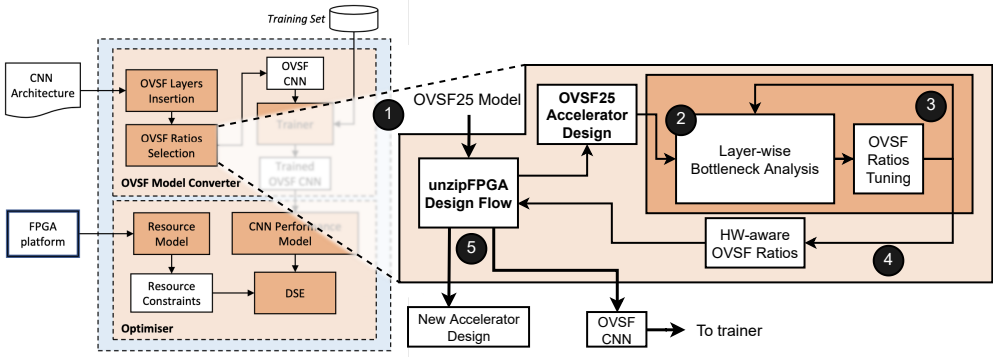 Training Set
CNN
Architecture
OVSF Layers
Insertion
OVSF
CNN
OVSF Ratios
Selection
Trainer
Trained
OVSF CNN
OVSF Model Converter
FPGA
platform
Resource
Model
CNN Performance
Model
Resource
Constraints
DSE
Optimiser
1
OVSF25 Model
OVSF25
Accelerator
Design
2
3
Layer-wise
Bottleneck Analysis
OVSF
Ratios
Tuning
unzipFPGA
Design Flow
HW-aware
OVSF Ratios
4
5
New Accelerator
Design
OVSF
CNN
To trainer